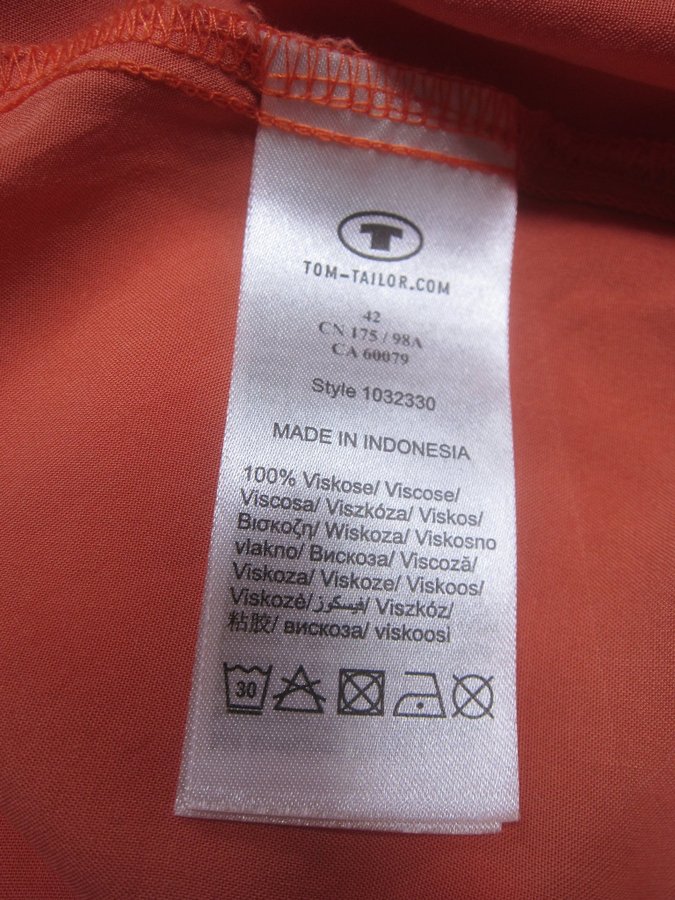 T
TOM-TAILOR.COM
42
CN 175 / 98A
CA 60079
Style 1032330
MADE IN INDONESIA
100% Viskose/ Viscose/
Viscosa/ Viszkóza/ Viskos/
Βισκοζη/ Wiskoza/ Viskosno
vlakno/ Вискоза/ Viscoză/
Viskoza/ Viskoze/ Viskoos/
Viskozė/ فيسكوز/ Viszkóz/
粘胶/ вискоза/ viskoosi
30